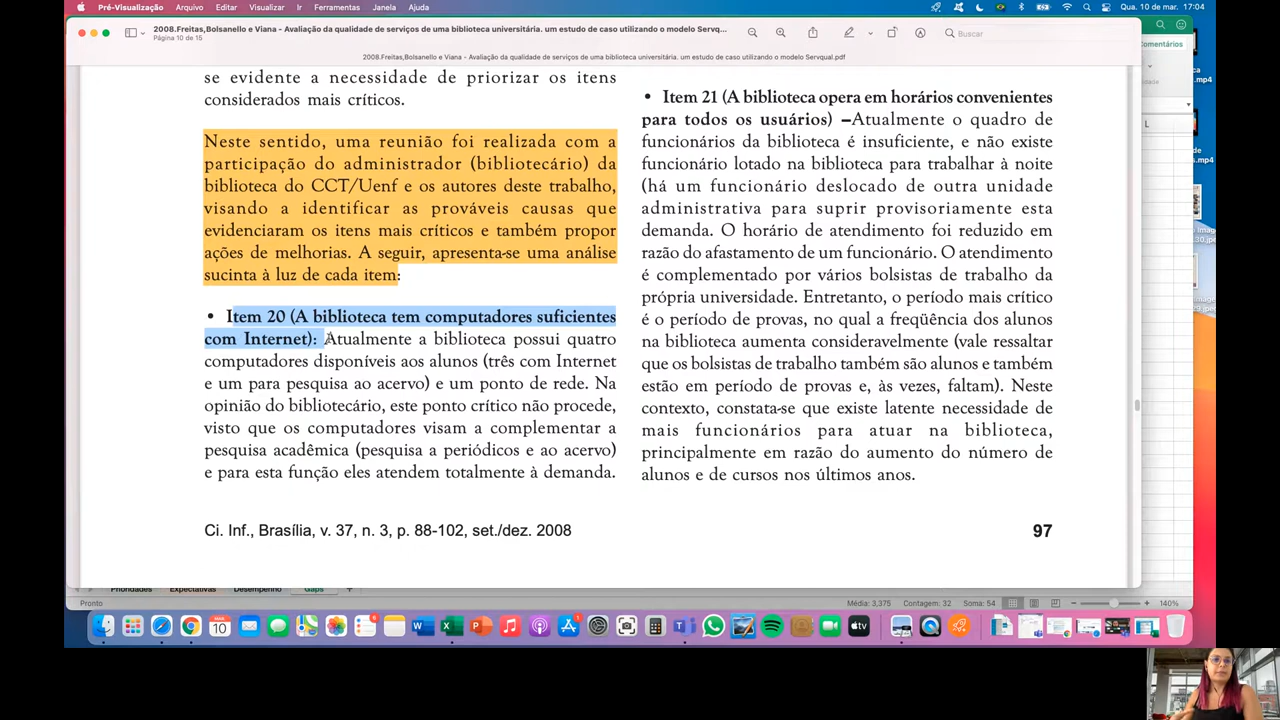 Pré-Visualização Arquivo Editar Visualizar Ir Ferramentas Janela Ajuda Qua. 10 de mar. 17:04
2008.Freitas,Bolsanello e Viana - Avaliação da qualidade de serviços de uma biblioteca universitária. um estudo de caso utilizando o modelo Servq...
Página 10 de 15
Buscar
omentários
2008.Freitas,Bolsanello e Viana - Avaliação da qualidade de serviços de uma biblioteca universitária. um estudo de caso utilizando o modelo Servqual.pdf
se evidente a necessidade de priorizar os itens
considerados mais críticos.
Neste sentido, uma reunião foi realizada com a
participação do administrador (bibliotecário) da
biblioteca do CCT/Uenf e os autores deste trabalho,
visando a identificar as prováveis causas que
evidenciaram os itens mais críticos e também propor
ações de melhorias. A seguir, apresenta-se uma análise
sucinta à luz de cada item:
• Item 20 (A biblioteca tem computadores suficientes
com Internet): Atualmente a biblioteca possui quatro
computadores disponíveis aos alunos (três com Internet
e um para pesquisa ao acervo) e um ponto de rede. Na
opinião do bibliotecário, este ponto crítico não procede,
visto que os computadores visam a complementar a
pesquisa acadêmica (pesquisa a periódicos e ao acervo)
e para esta função eles atendem totalmente à demanda.
• Item 21 (A biblioteca opera em horários convenientes
para todos os usuários) –Atualmente o quadro de
funcionários da biblioteca é insuficiente, e não existe
funcionário lotado na biblioteca para trabalhar à noite
(há um funcionário deslocado de outra unidade
administrativa para suprir provisoriamente esta
demanda. O horário de atendimento foi reduzido em
razão do afastamento de um funcionário. O atendimento
é complementado por vários bolsistas de trabalho da
própria universidade. Entretanto, o período mais crítico
é o período de provas, no qual a freqüência dos alunos
na biblioteca aumenta consideravelmente (vale ressaltar
que os bolsistas de trabalho também são alunos e também
estão em período de provas e, às vezes, faltam). Neste
contexto, constata-se que existe latente necessidade de
mais funcionários para atuar na biblioteca,
principalmente em razão do aumento do número de
alunos e de cursos nos últimos anos.
Ci. Inf., Brasília, v. 37, n. 3, p. 88-102, set./dez. 2008 97
L
Prioridades Expectativas Desempenho Gaps
Pronto Média: 3,375 Contagem: 32 Soma: 54 140%
MAR
10